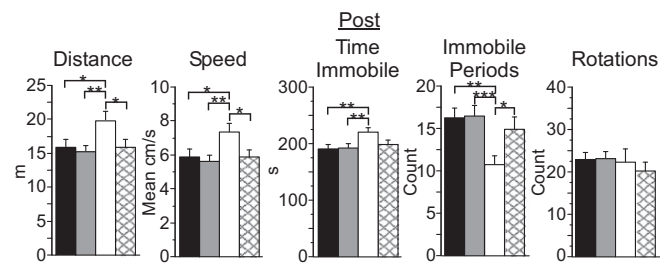 Post
Distance
Speed
Time
Immobile
Immobile
Periods
Rotations
m
25
20
15
10
5
0
* ** *
Mean cm/s
10
8
6
4
2
0
* ** *
s
300
200
100
0
** **
Count
20
15
10
5
0
** *** *
Count
40
30
20
10
0